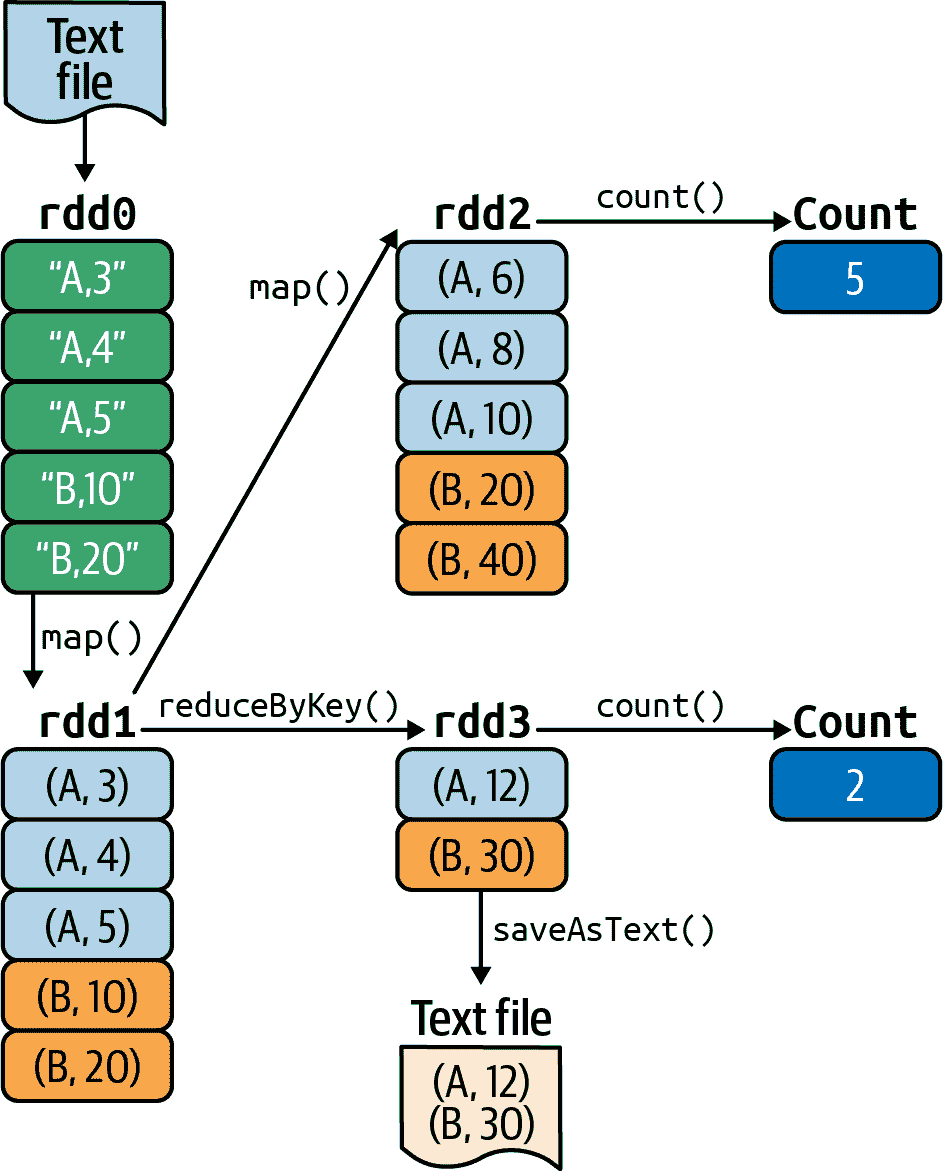 Text
file
rdd0
“A,3”
“A,4”
“A,5”
“B,10”
“B,20”
map()
rdd1
(A, 3)
(A, 4)
(A, 5)
(B, 10)
(B, 20)
map()
rdd2
(A, 6)
(A, 8)
(A, 10)
(B, 20)
(B, 40)
count()
Count
5
reduceByKey()
rdd3
(A, 12)
(B, 30)
count()
Count
2
saveAsText()
Text file
(A, 12)
(B, 30)